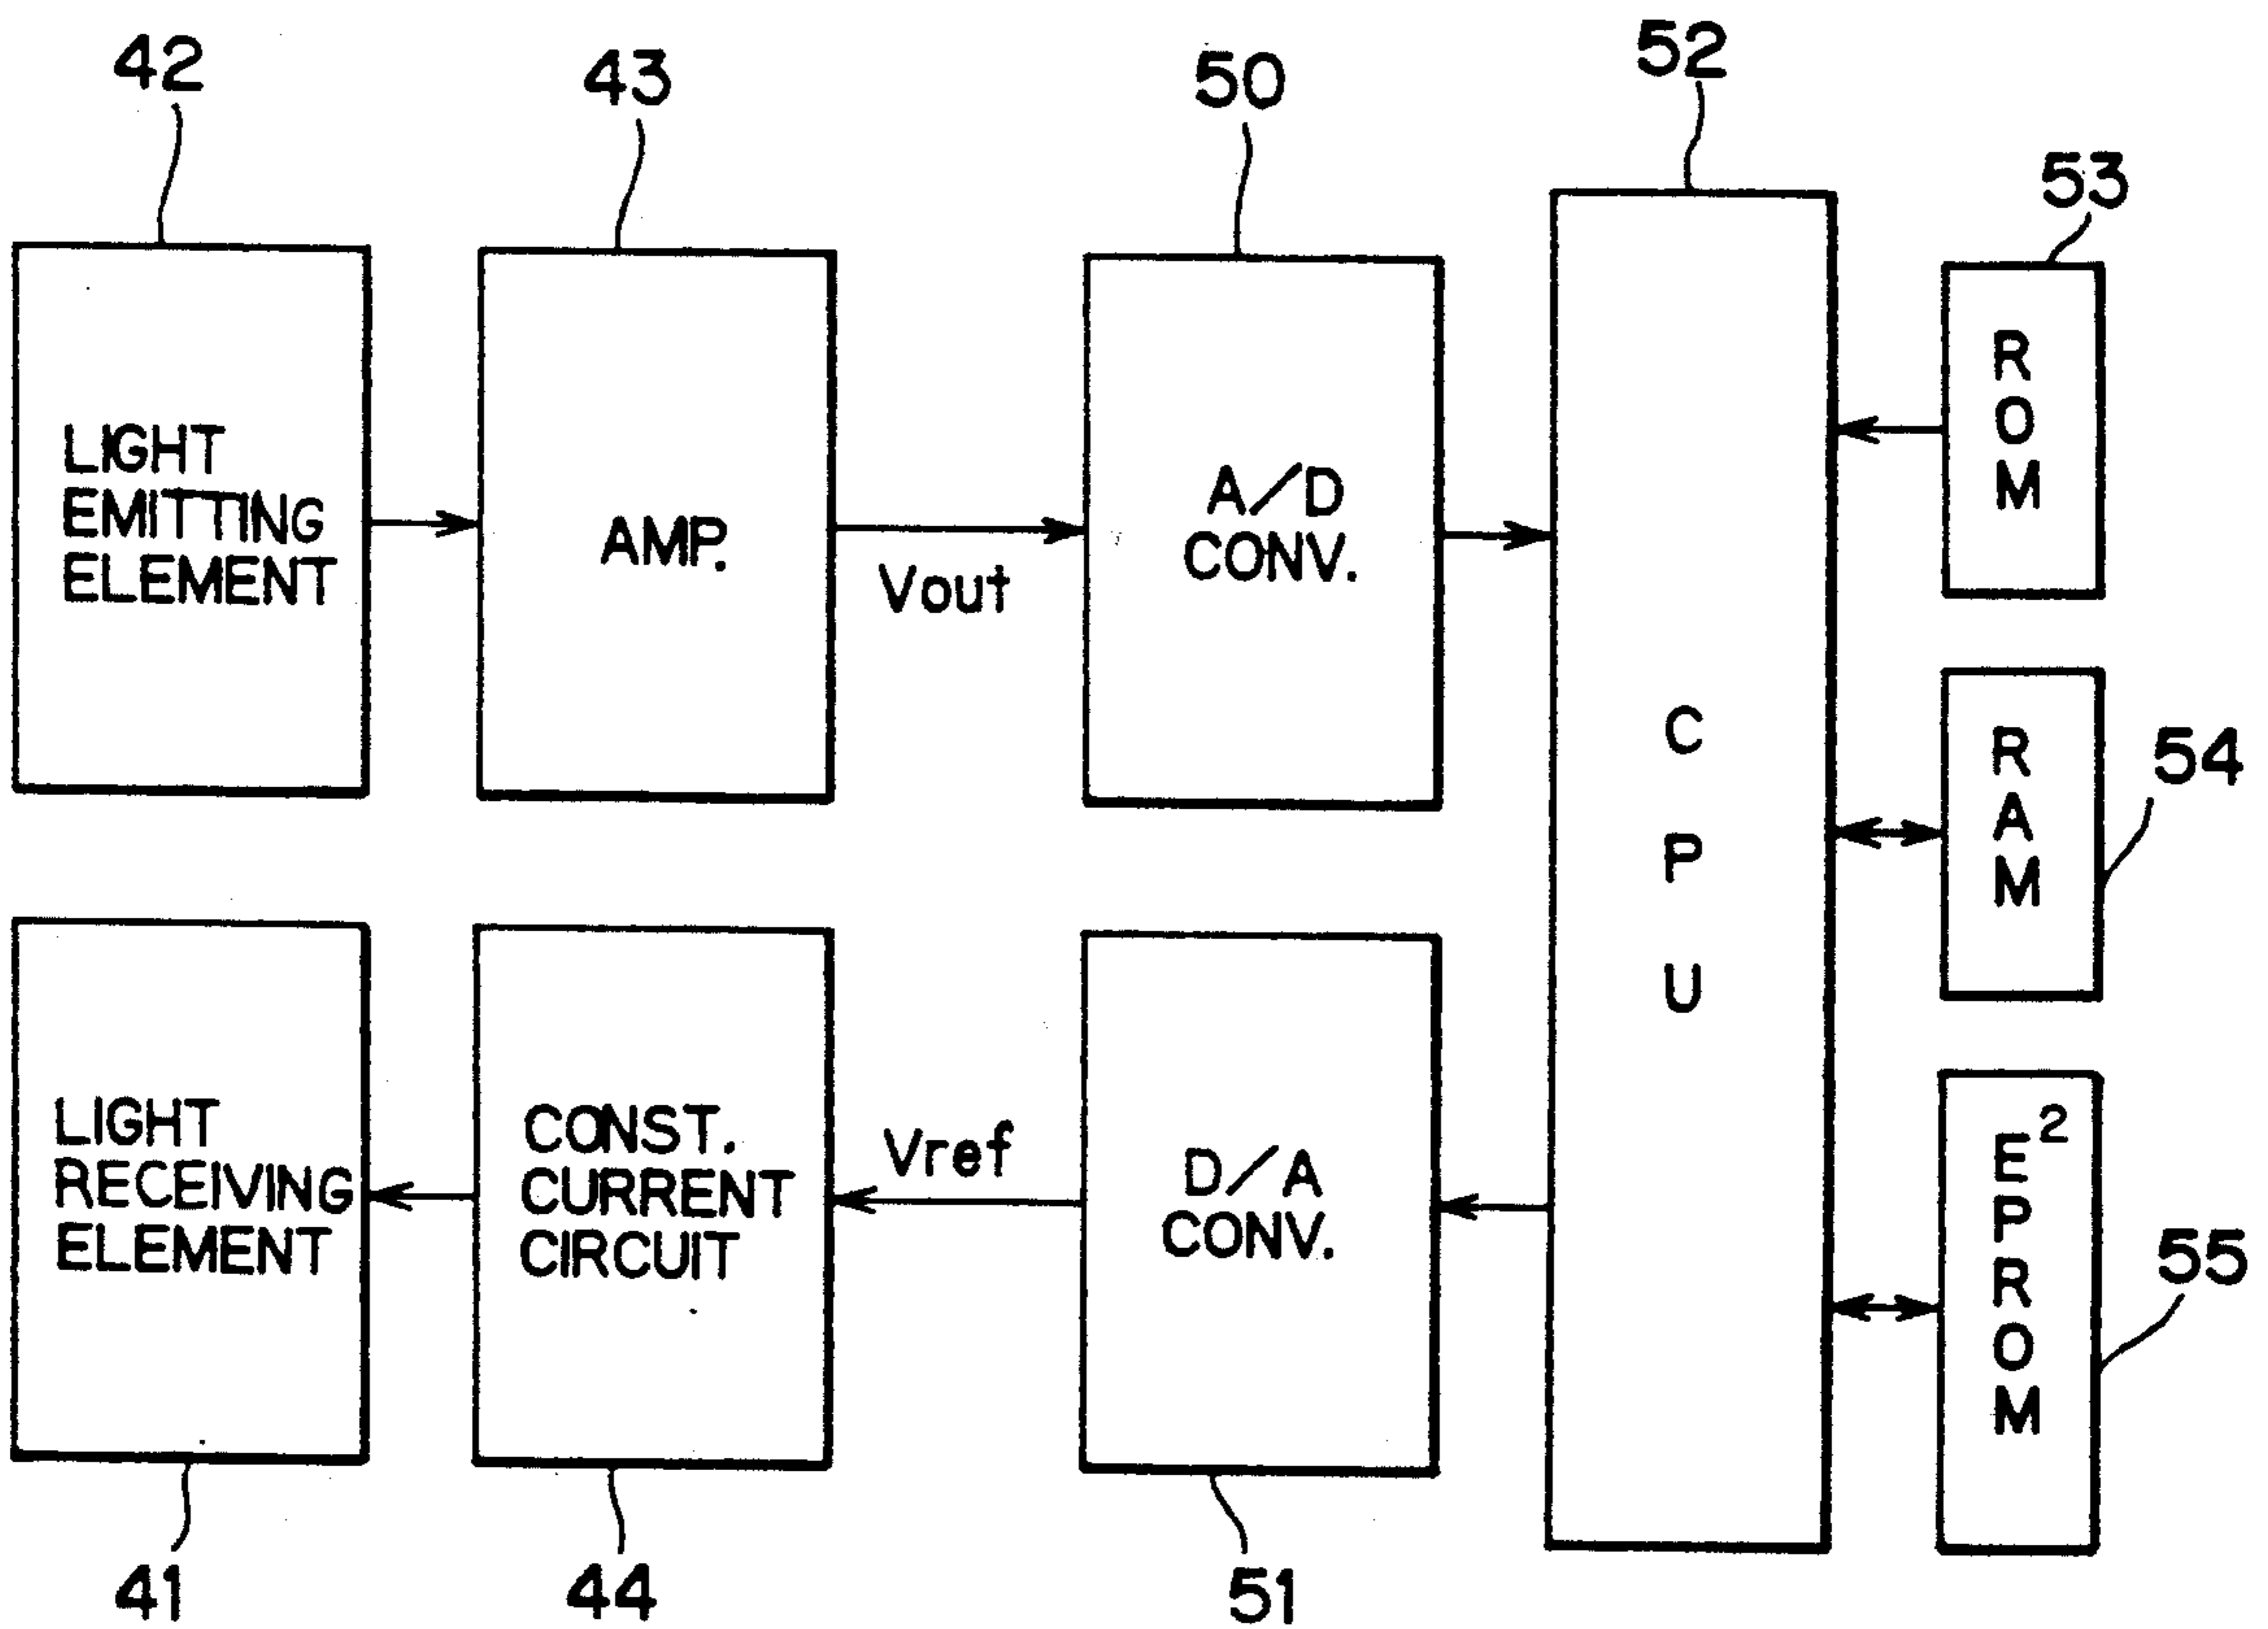 42
43
50
52
53
LIGHT
EMITTING
ELEMENT
AMP.
Vout
A/D
CONV.
C
P
U
R
O
M
R
A
M
54
LIGHT
RECEIVING
ELEMENT
CONST.
CURRENT
CIRCUIT
Vref
D/A
CONV.
E²
P
R
O
M
55
41
44
51